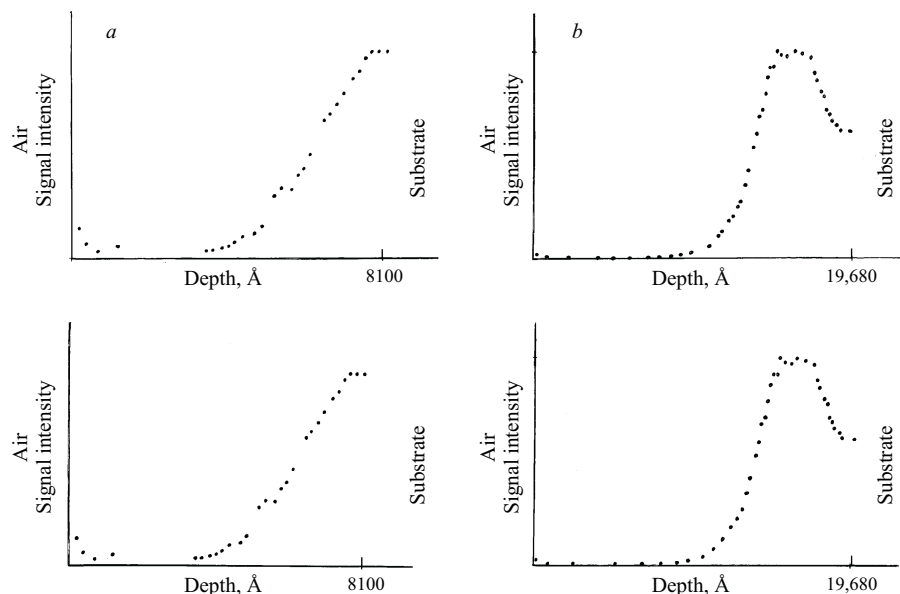 a
Air
Signal intensity
Substrate
Depth, Å
8100
b
Air
Signal intensity
Substrate
Depth, Å
19,680
Air
Signal intensity
Substrate
Depth, Å
8100
Air
Signal intensity
Substrate
Depth, Å
19,680